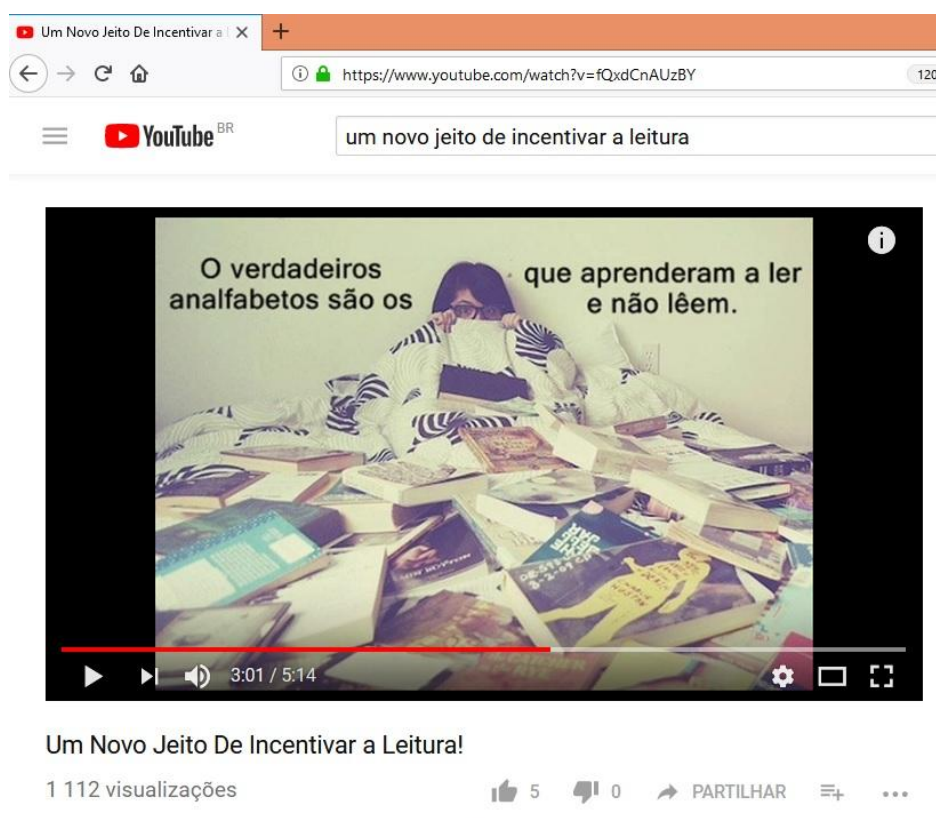 Um Novo Jeito De Incentivar a
https://www.youtube.com/watch?v=fQxdCnAUzBY
120
YouTube BR
um novo jeito de incentivar a leitura
O verdadeiros
analfabetos são os
que aprenderam a ler
e não lêem.
3:01 / 5:14
Um Novo Jeito De Incentivar a Leitura!
1 112 visualizações
5
0
PARTILHAR